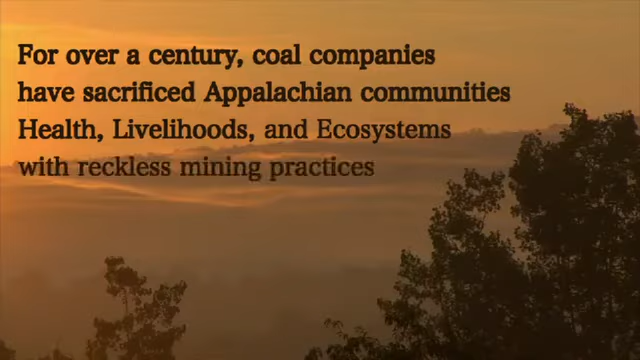 For over a century, coal companies
have sacrificed Appalachian communities
Health, Livelihoods, and Ecosystems
with reckless mining practices